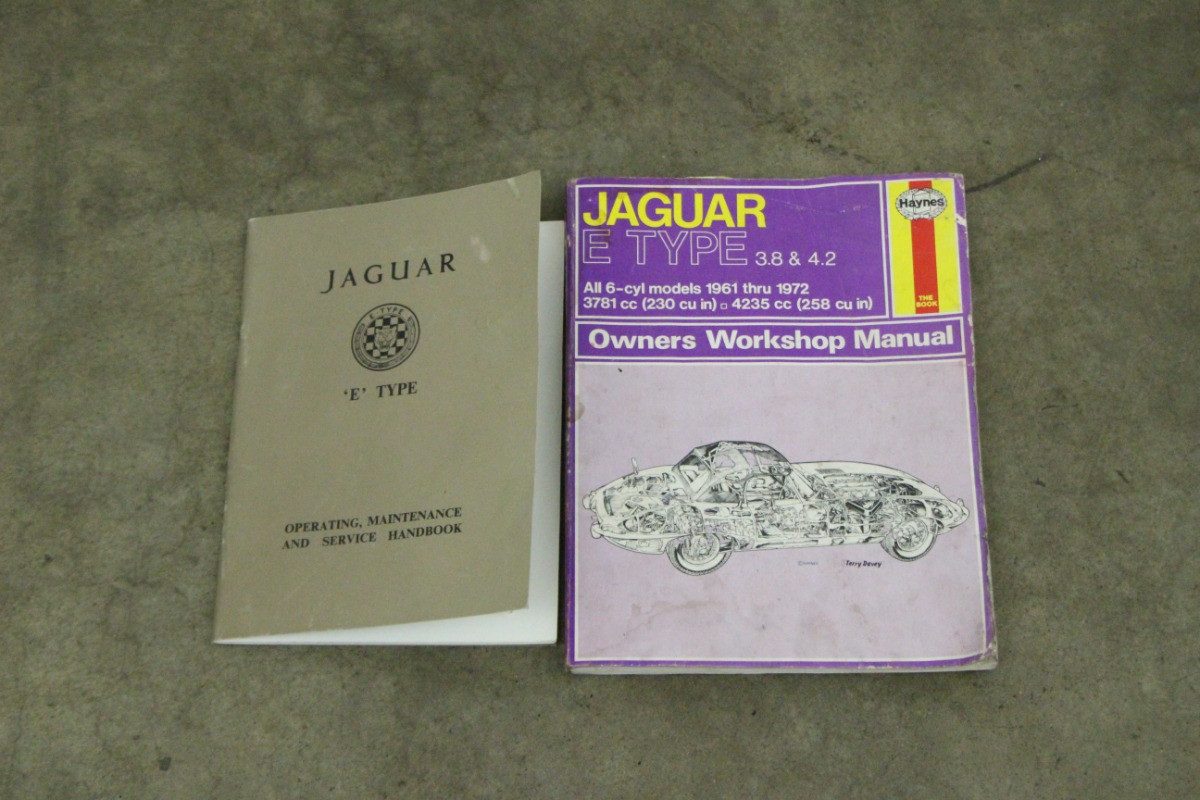 JAGUAR
E TYPE
'E' TYPE
OPERATING, MAINTENANCE
AND SERVICE HANDBOOK
JAGUAR
E TYPE 3.8 & 4.2
All 6-cyl models 1961 thru 1972
3781 cc (230 cu in) □ 4235 cc (258 cu in)
Haynes
THE
BOOK
Owners Workshop Manual
Terry Davey